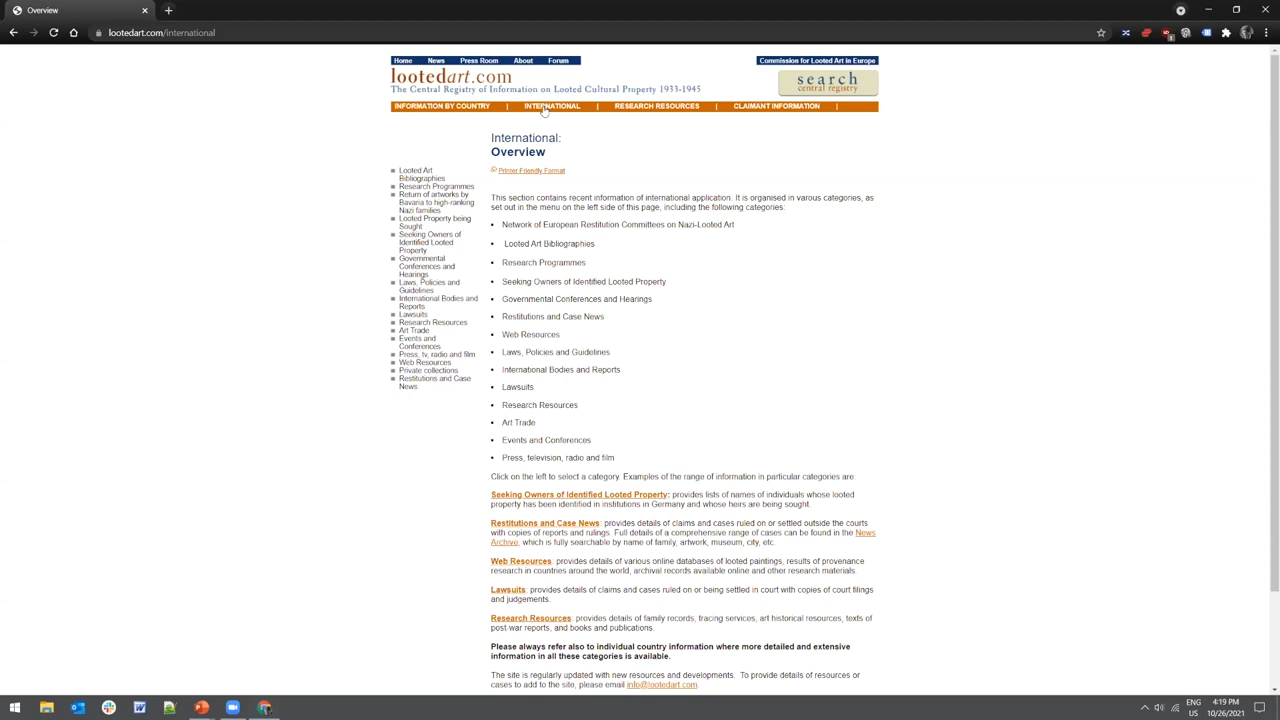 Overview
lootedart.com/international
Home News Press Room About Forum
Commission for Looted Art in Europe
lootedart.com
The Central Registry of Information on Looted Cultural Property 1933-1945
search
central registry
INFORMATION BY COUNTRY | INTERNATIONAL | RESEARCH RESOURCES | CLAIMANT INFORMATION |
International:
Overview
Printer Friendly Format
Looted Art
Bibliographies
Research Programmes
Return of artworks by
Bavaria to high-ranking
Nazi families
Looted Property being
Sought
Seeking Owners of
Identified Looted
Property
Governmental
Conferences and
Hearings
Laws, Policies and
Guidelines
International Bodies and
Reports
Lawsuits
Research Resources
Art Trade
Events and
Conferences
Press, tv, radio and film
Web Resources
Private collections
Restitutions and Case
News
This section contains recent information of international application. It is organised in varous categories, as
set out in the menu on the left side of this page, including the following categories:
• Network of European Restitution Committees on Nazi-Looted Art
• Looted Art Bibliographies
• Research Programmes
• Seeking Owners of Identified Looted Property
• Governmental Conferences and Hearings
• Restitutions and Case News
• Web Resources
• Laws, Policies and Guidelines
• International Bodies and Reports
• Lawsuits
• Research Resources
• Art Trade
• Events and Conferences
• Press, television, radio and film
Click on the left to select a category. Examples of the range of information in particular categories are:
Seeking Owners of Identified Looted Property: provides lists of names of individuals whose looted
property has been identified in institutions in Germany and whose heirs are being sought.
Restitutions and Case News: provides details of claims and cases ruled on or settled outside the courts
with copies of reports and rulings. Full details of a comprehensive range of cases can be found in the News
Archive, which is fully searchable by name of family, artwork, museum, city, etc.
Web Resources: provides details of various online databases of looted paintings, results of provenance
research in countries around the world, archival records available online and other research materials.
Lawsuits: provides details of claims and cases ruled on or being settled in court with copies of court filings
and judgements.
Research Resources: provides details of family records, tracing services, art historical resources, texts of
post-war reports, and books and publications.
Please always refer also to individual country information where more detailed and extensive
information in all these categories is available.
The site is regularly updated with new resources and developments. To provide details of resources or
cases to add to the site, please email info@lootedart.com.
ENG
US
4:19 PM
10/26/2021